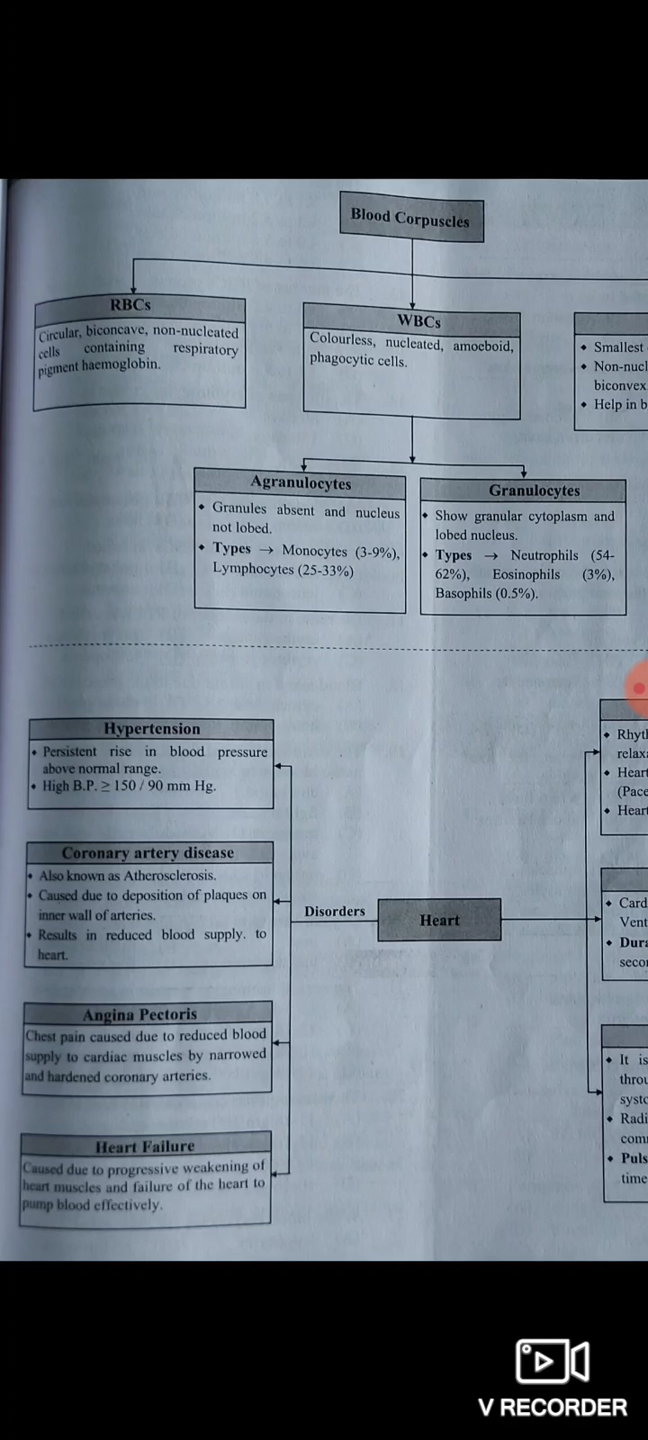 Blood Corpuscles
RBCs
Circular, biconcave, non-nucleated
cells containing respiratory
pigment haemoglobin.
WBCs
Colourless, nucleated, amoeboid,
phagocytic cells.
• Smallest
• Non-nucl
biconvex
• Help in b
Agranulocytes
• Granules absent and nucleus
not lobed.
• Types → Monocytes (3-9%),
Lymphocytes (25-33%)
Granulocytes
• Show granular cytoplasm and
lobed nucleus.
• Types → Neutrophils (54-
62%), Eosinophils (3%),
Basophils (0.5%).
Hypertension
• Persistent rise in blood pressure
above normal range.
• High B.P. ≥ 150 / 90 mm Hg.
Coronary artery disease
• Also known as Atherosclerosis.
• Caused due to deposition of plaques on
inner wall of arteries.
• Results in reduced blood supply. to
heart.
Angina Pectoris
Chest pain caused due to reduced blood
supply to cardiac muscles by narrowed
and hardened coronary arteries.
Heart Failure
Caused due to progressive weakening of
heart muscles and failure of the heart to
pump blood effectively.
Disorders
Heart
• Rhyt
relax
• Heart
(Pace
• Heart
• Card
Vent
• Dura
secon
• It is
throu
systo
• Radi
com
• Puls
time
V RECORDER